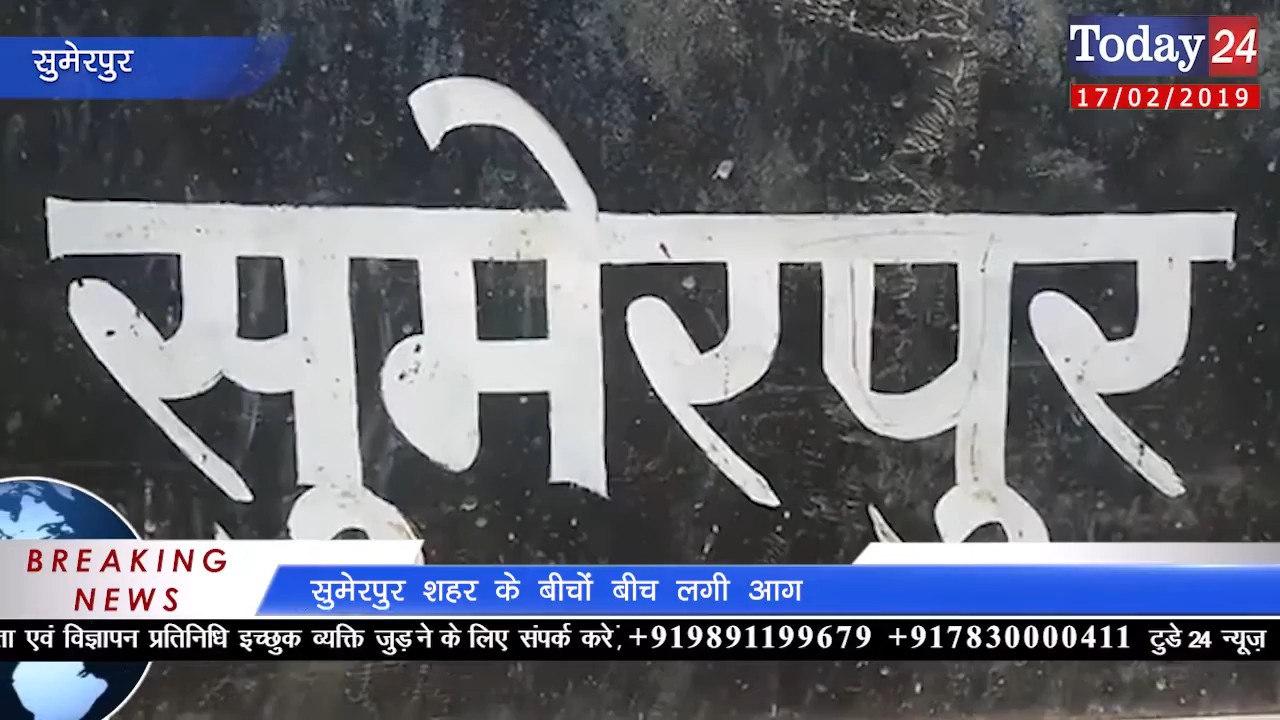 सुमेरपुर
Today 24
17/02/2019
सुमेरपुर
BREAKING
NEWS
सुमेरपुर शहर के बीचों बीच लगी आग
एवं विज्ञापन प्रतिनिधि इच्छुक व्यक्ति जुड़ने के लिए संपर्क करे, +919891199679 +917830000411 टुडे 24 न्यूज़